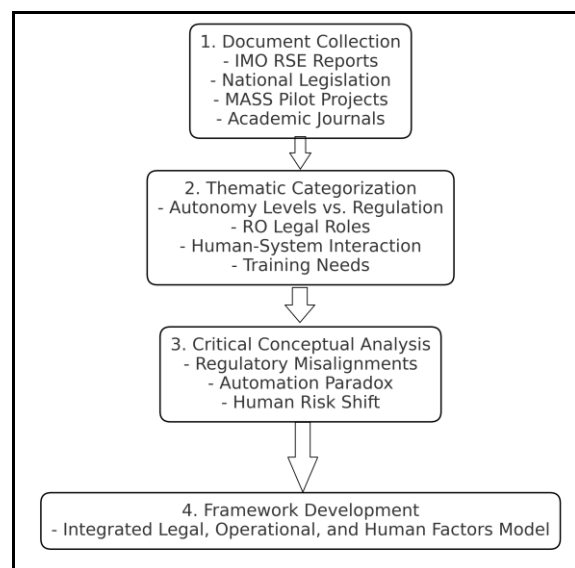 1. Document Collection
- IMO RSE Reports
- National Legislation
- MASS Pilot Projects
- Academic Journals
2. Thematic Categorization
- Autonomy Levels vs. Regulation
- RO Legal Roles
- Human-System Interaction
- Training Needs
3. Critical Conceptual Analysis
- Regulatory Misalignments
- Automation Paradox
- Human Risk Shift
4. Framework Development
- Integrated Legal, Operational, and Human Factors Model